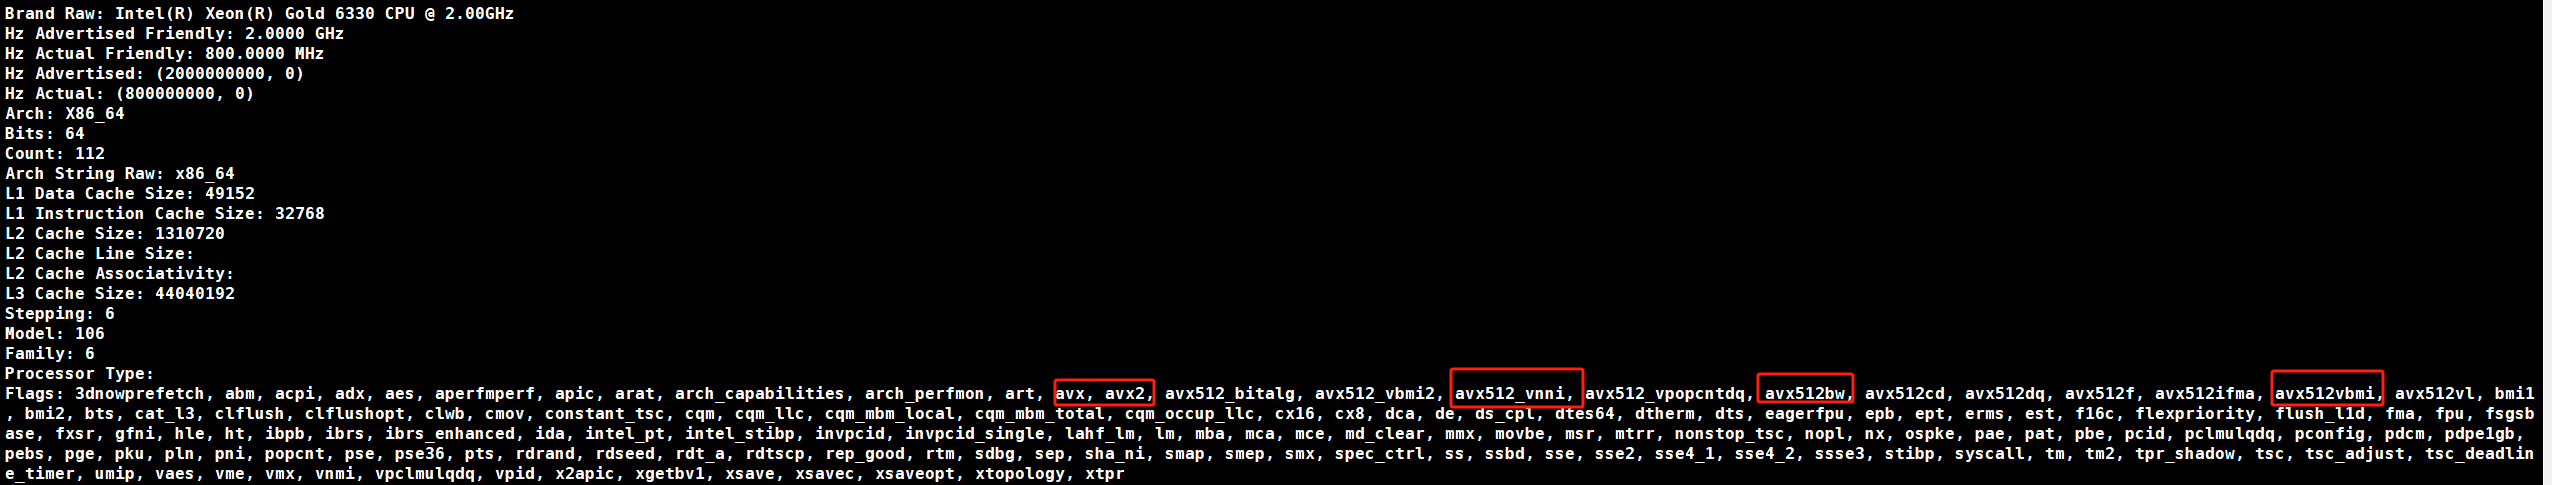 Brand Raw: Intel(R) Xeon(R) Gold 6330 CPU @ 2.00GHz
Hz Advertised Friendly: 2.0000 GHz
Hz Actual Friendly: 800.0000 MHz
Hz Advertised: (2000000000, 0)
Hz Actual: (800000000, 0)
Arch: X86_64
Bits: 64
Count: 112
Arch String Raw: x86_64
L1 Data Cache Size: 49152
L1 Instruction Cache Size: 32768
L2 Cache Size: 1310720
L2 Cache Line Size:
L2 Cache Associativity:
L3 Cache Size: 44040192
Stepping: 6
Model: 106
Family: 6
Processor Type:
Flags: 3dnowprefetch, abm, acpi, adx, aes, aperfmperf, apic, arat, arch_capabilities, arch_perfmon, art, avx, avx2, avx512_bitalg, avx512_vbmi2, avx512_vnni, avx512_vpopcntdq, avx512bw, avx512cd, avx512dq, avx512f, avx512ifma, avx512vbmi, avx512vl, bmi1
, bmi2, bts, cat_l3, clflush, clflushopt, clwb, cmov, constant_tsc, cqm, cqm_llc, cqm_mbm_local, cqm_mbm_total, cqm_occup_llc, cx16, cx8, dca, de, ds_cpl, dtes64, dtherm, dts, eagerfpu, epb, ept, erms, est, f16c, flexpriority, flush_l1d, fma, fpu, fsgsb
ase, fxsr, gfni, hle, ht, ibpb, ibrs, ibrs_enhanced, ida, intel_pt, intel_stibp, invpcid, invpcid_single, lahf_lm, lm, mba, mca, mce, md_clear, mmx, movbe, msr, mtrr, nonstop_tsc, nopl, nx, ospke, pae, pat, pbe, pcid, pclmulqdq, pconfig, pdcm, pdpe1gb,
pebs, pge, pku, pln, pni, popcnt, pse, pse36, pts, rdrand, rdseed, rdt_a, rdtscp, rep_good, rtm, sdbg, sep, sha_ni, smap, smep, smx, spec_ctrl, ss, ssbd, sse, sse2, sse4_1, sse4_2, ssse3, stibp, syscall, tm, tm2, tpr_shadow, tsc, tsc_adjust, tsc_deadlin
e_timer, umip, vaes, vme, vmx, vnmi, vpclmulqdq, vpid, x2apic, xgetbv1, xsave, xsavec, xsaveopt, xtopology, xtpr